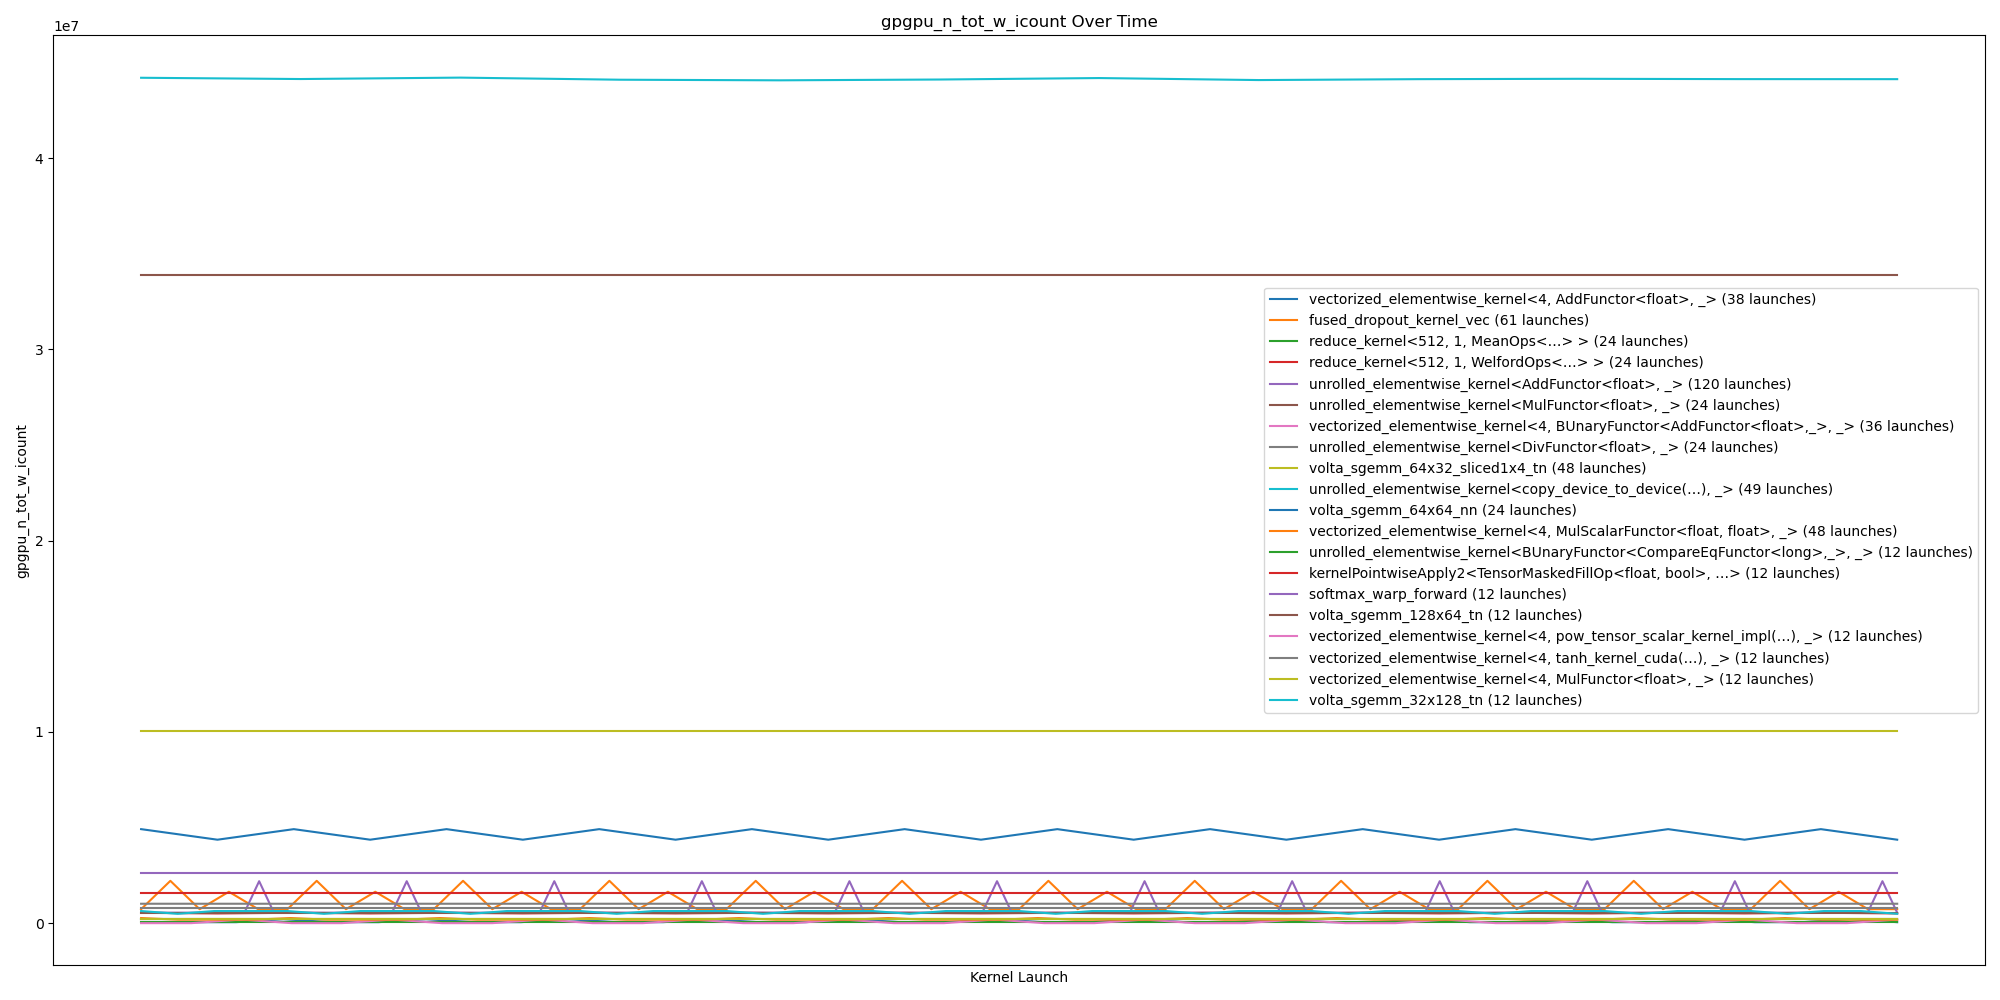 gpgpu_n_tot_w_icount Over Time
1e7
4
3
2
1
0
gpgpu_n_tot_w_icount
Kernel Launch
vectorized_elementwise_kernel<4, AddFunctor<float>, _> (38 launches)
fused_dropout_kernel_vec (61 launches)
reduce_kernel<512, 1, MeanOps<...> > (24 launches)
reduce_kernel<512, 1, WelfordOps<...> > (24 launches)
unrolled_elementwise_kernel<AddFunctor<float>, _> (120 launches)
unrolled_elementwise_kernel<MulFunctor<float>, _> (24 launches)
vectorized_elementwise_kernel<4, BUnaryFunctor<AddFunctor<float>,_>, _> (36 launches)
unrolled_elementwise_kernel<DivFunctor<float>, _> (24 launches)
volta_sgemm_64x32_sliced1x4_tn (48 launches)
unrolled_elementwise_kernel<copy_device_to_device(...), _> (49 launches)
volta_sgemm_64x64_nn (24 launches)
vectorized_elementwise_kernel<4, MulScalarFunctor<float, float>, _> (48 launches)
unrolled_elementwise_kernel<BUnaryFunctor<CompareEqFunctor<long>,_>, _> (12 launches)
kernelPointwiseApply2<TensorMaskedFillOp<float, bool>, ...> (12 launches)
softmax_warp_forward (12 launches)
volta_sgemm_128x64_tn (12 launches)
vectorized_elementwise_kernel<4, pow_tensor_scalar_kernel_impl(...), _> (12 launches)
vectorized_elementwise_kernel<4, tanh_kernel_cuda(...), _> (12 launches)
vectorized_elementwise_kernel<4, MulFunctor<float>, _> (12 launches)
volta_sgemm_32x128_tn (12 launches)